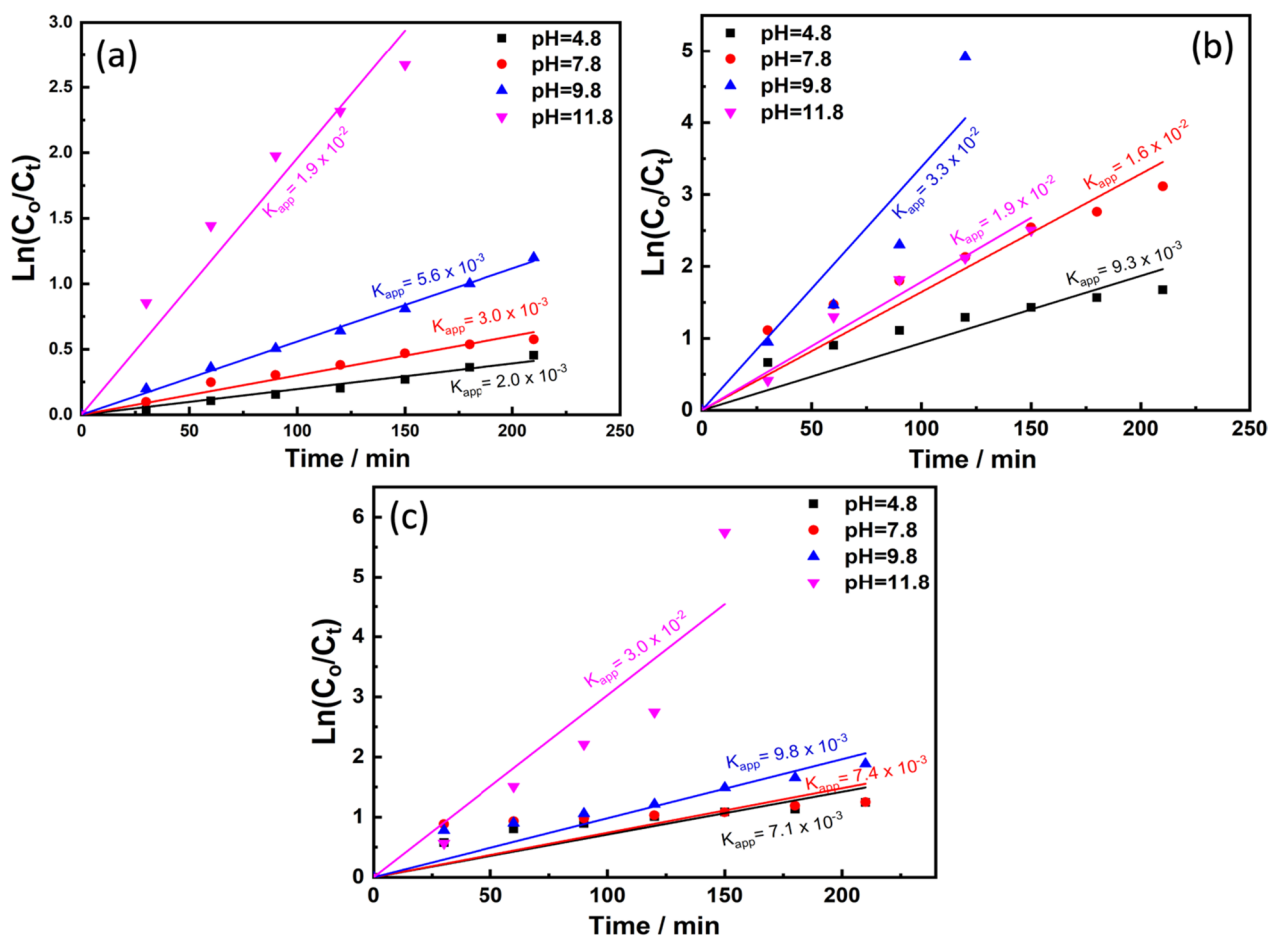 (a)
pH=4.8
pH=7.8
pH=9.8
pH=11.8
3.0
2.5
2.0
1.5
1.0
0.5
0.0
Ln(Co/Ct)
Kapp= 1.9 x 10-2
Kapp= 5.6 x 10-3
Kapp= 3.0 x 10-3
Kapp= 2.0 x 10-3
0 50 100 150 200 250
Time / min
(b)
pH=4.8
pH=7.8
pH=9.8
pH=11.8
5
4
3
2
1
0
Ln(Co/Ct)
Kapp= 3.3 x 10-2
Kapp= 1.6 x 10-2
Kapp= 1.9 x 10-2
Kapp= 9.3 x 10-3
0 50 100 150 200 250
Time / min
(c)
pH=4.8
pH=7.8
pH=9.8
pH=11.8
6
5
4
3
2
1
0
Ln(Co/Ct)
Kapp= 3.0 x 10-2
Kapp= 9.8 x 10-3
Kapp= 7.4 x 10-3
Kapp= 7.1 x 10-3
0 50 100 150 200
Time / min